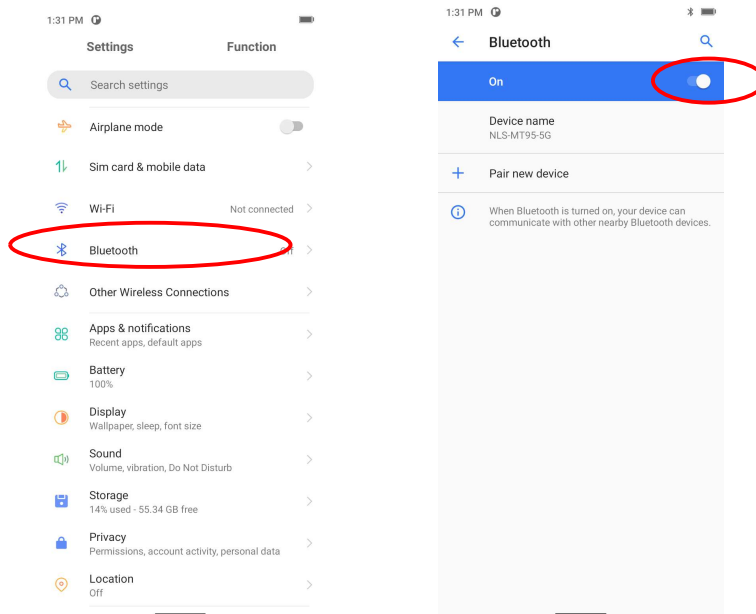 1:31 PM
Settings
Function
Search settings
Airplane mode
Sim card & mobile data
Wi-Fi
Not connected
Bluetooth
Other Wireless Connections
Apps & notifications
Recent apps, default apps
Battery
100%
Display
Wallpaper, sleep, font size
Sound
Volume, vibration, Do Not Disturb
Storage
14% used - 55.34 GB free
Privacy
Permissions, account activity, personal data
Location
Off
1:31 PM
Bluetooth
On
Device name
NLS-MT95-5G
Pair new device
When Bluetooth is turned on, your device can
communicate with other nearby Bluetooth devices.